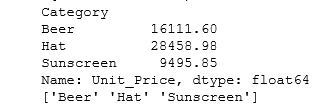 Category
Beer 16111.60
Hat 28458.98
Sunscreen 9495.85
Name: Unit_Price, dtype: float64
['Beer' 'Hat' 'Sunscreen']